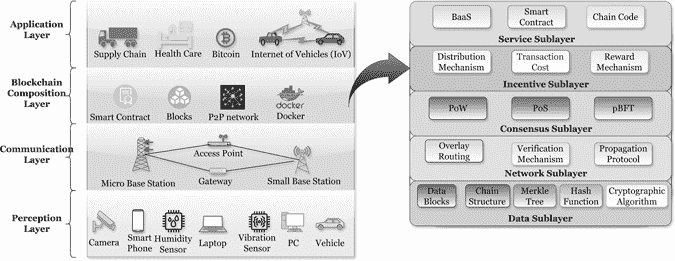 Application
Layer
Supply Chain
Health Care
Bitcoin
Internet of Vehicles (IoV)
Blockchain
Composition
Layer
Smart Contract
Blocks
P2P network
docker
Docker
Communication
Layer
Access Point
Micro Base Station
Gateway
Small Base Station
Perception
Layer
Camera
Smart
Phone
Humidity
Sensor
Laptop
Vibration
Sensor
PC
Vehicle
BaaS
Smart
Contract
Chain Code
Service Sublayer
Distribution
Mechanism
Transaction
Cost
Reward
Mechanism
Incentive Sublayer
PoW
PoS
pBFT
Consensus Sublayer
Overlay
Routing
Verification
Mechanism
Propagation
Protocol
Network Sublayer
Data
Blocks
Chain
Structure
Merkle
Tree
Hash
Function
Cryptographic
Algorithm
Data Sublayer